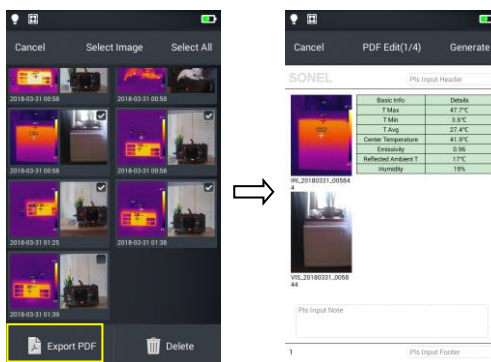 Cancel Select Image Select All
2018-03-31 00:58 2018-03-31 00:58
2018-03-31 00:58 2018-03-31 00:58
2018-03-31 01:25 2018-03-31 01:38
2018-03-31 01:39
Export PDF Delete
Cancel PDF Edit(1/4) Generate
SONEL Pls Input Header
Basic Info Details
T Max 47.7℃
T Min 3.6℃
T Avg 27.4℃
Center Temperature 41.9℃
Emissivity 0.96
Reflected Ambient T 17℃
Humidity 19%
IRI_20180331_00584
4
VIS_20180331_0058
44
Pls Input Note
1 Pls Input Footer